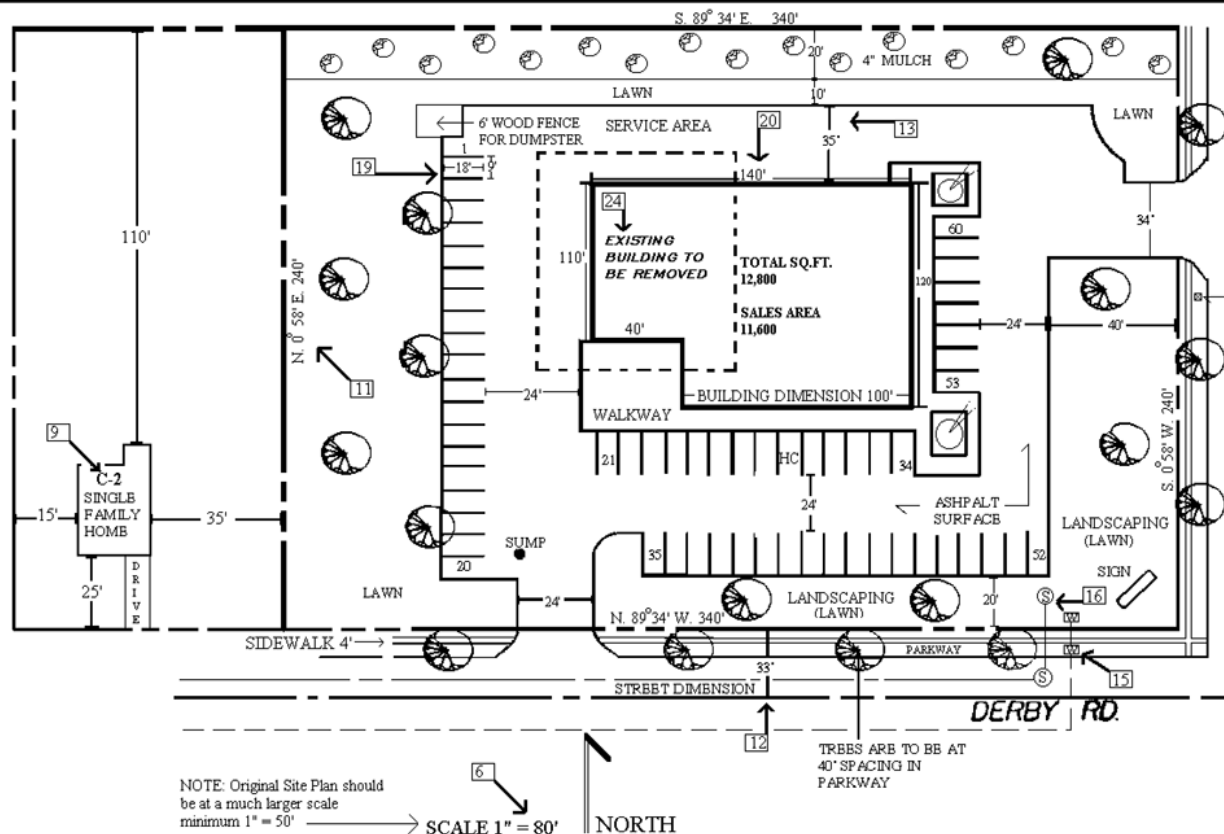 S. 89° 34' E. 340'
20'
4" MULCH
LAWN
10'
LAWN
6' WOOD FENCE
FOR DUMPSTER
SERVICE AREA
20
13
35'
19
1
18'
9'
140'
24
110'
N. 0° 58' E. 240'
EXISTING
BUILDING TO
BE REMOVED
110'
TOTAL SQ.FT.
12,800
SALES AREA
11,600
120
60
34'
40'
24'
40'
11
24'
BUILDING DIMENSION 100'
53
WALKWAY
9
C-2
SINGLE
FAMILY
HOME
15'
35'
21
HC
34
24'
ASHPALT
SURFACE
S. 0° 58' W. 240'
LANDSCAPING
(LAWN)
SUMP
35
52
20
25'
DRIVE
LAWN
24'
LANDSCAPING
(LAWN)
20'
S
16
SIGN
W
N. 89° 34' W. 340'
SIDEWALK 4'
PARKWAY
W
33'
S
15
STREET DIMENSION
DERBY RD.
12
TREES ARE TO BE AT
40' SPACING IN
PARKWAY
6
NOTE: Original Site Plan should
be at a much larger scale
minimum 1" = 50'
SCALE 1" = 80'
NORTH